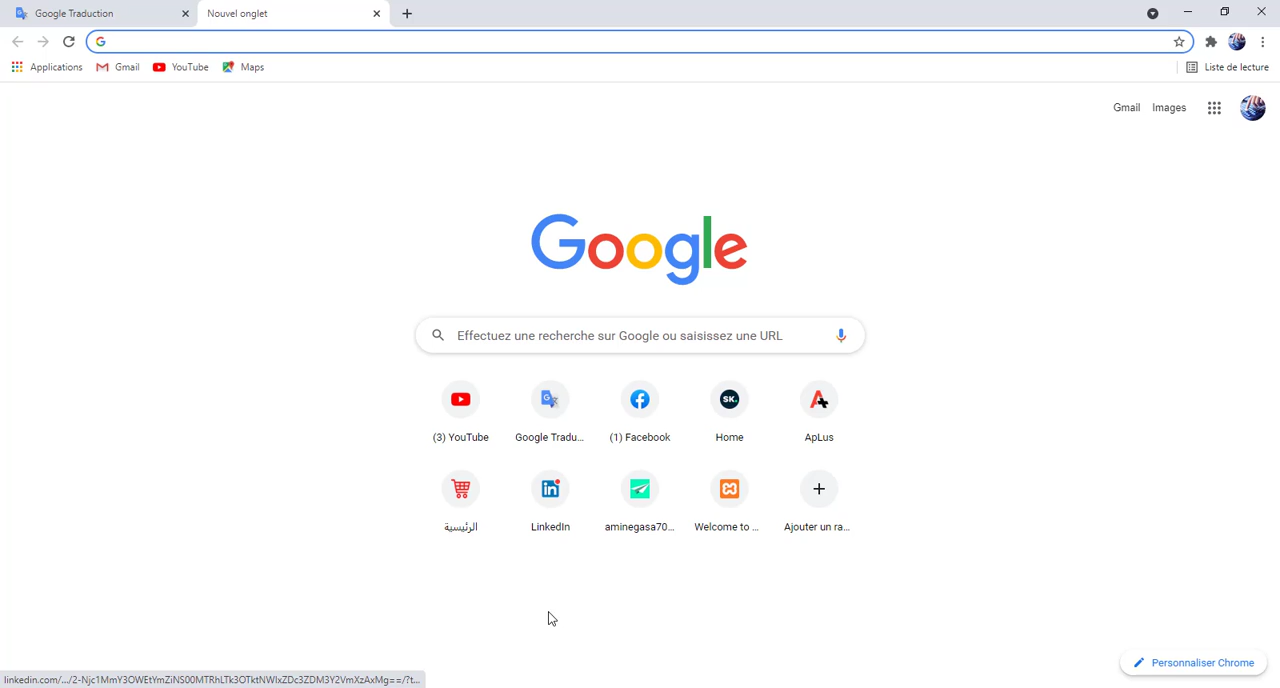 Google Traduction
Nouvel onglet
Applications
Gmail
YouTube
Maps
Liste de lecture
Gmail
Images
Google
Effectuez une recherche sur Google ou saisissez une URL
(3) YouTube
Google Tradu...
(1) Facebook
SK.
Home
ApLus
الرئيسية
LinkedIn
aminegasa70...
Welcome to ...
Ajouter un ra...
Personnaliser Chrome